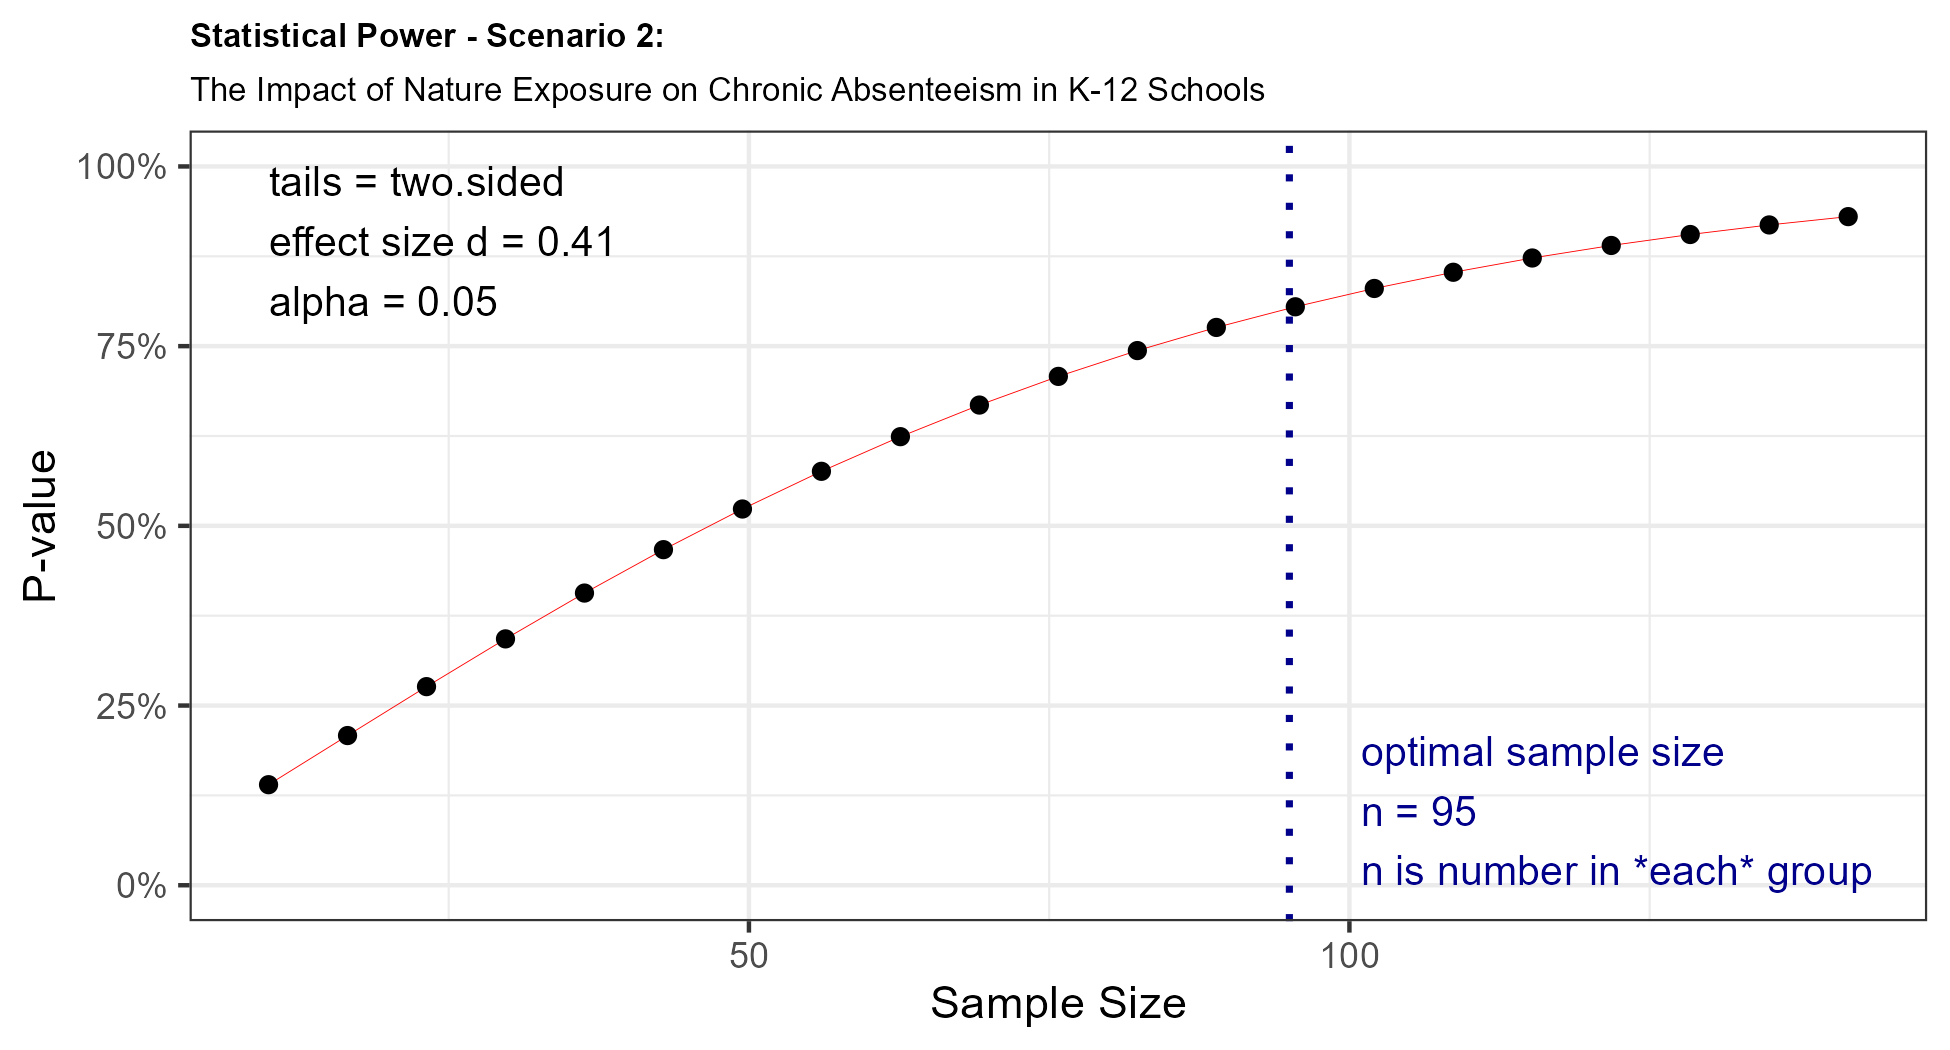 Statistical Power - Scenario 2:
The Impact of Nature Exposure on Chronic Absenteeism in K-12 Schools
100%
75%
50%
25%
0%
P-value
tails = two.sided
effect size d = 0.41
alpha = 0.05
optimal sample size
n = 95
n is number in *each* group
50
100
Sample Size